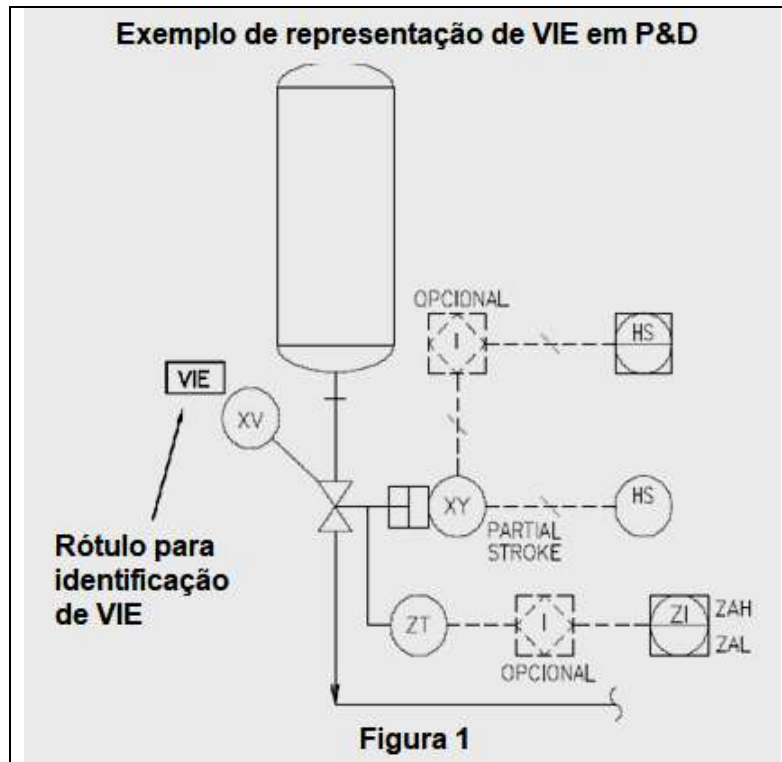 Exemplo de representação de VIE em P&D
OPCIONAL
I
HS
VIE
XV
XY
HS
PARTIAL
STROKE
Rótulo para
identificação
de VIE
ZT
I
ZI
ZAH
ZAL
OPCIONAL
Figura 1